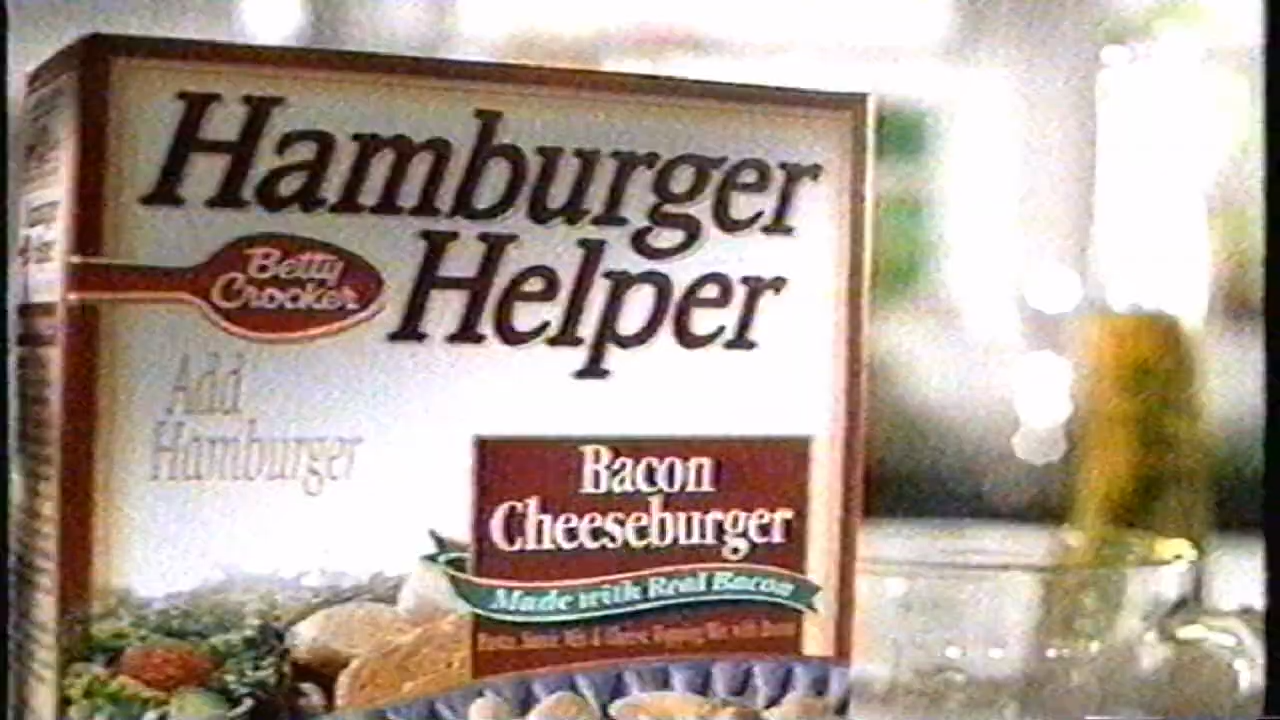 Hamburger
Helper
Betty
Crocker
Add
Hamburger
Bacon
Cheeseburger
Made with Real Bacon